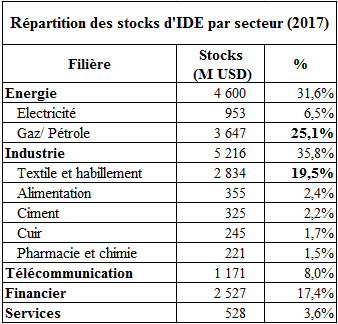 Répartition des stocks d'IDE par secteur (2017)
Filière Stocks (M USD) %
Energie 4 600 31,6%
Electricité 953 6,5%
Gaz/ Pétrole 3 647 25,1%
Industrie 5 216 35,8%
Textile et habillement 2 834 19,5%
Alimentation 355 2,4%
Ciment 325 2,2%
Cuir 245 1,7%
Pharmacie et chimie 221 1,5%
Télécommunication 1 171 8,0%
Financier 2 527 17,4%
Services 528 3,6%